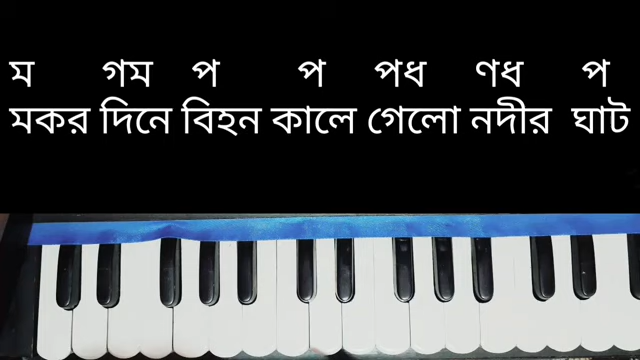 ম গম প প পধ ণধ প
মকর দিনে বিহন কালে গেলো নদীর ঘাট